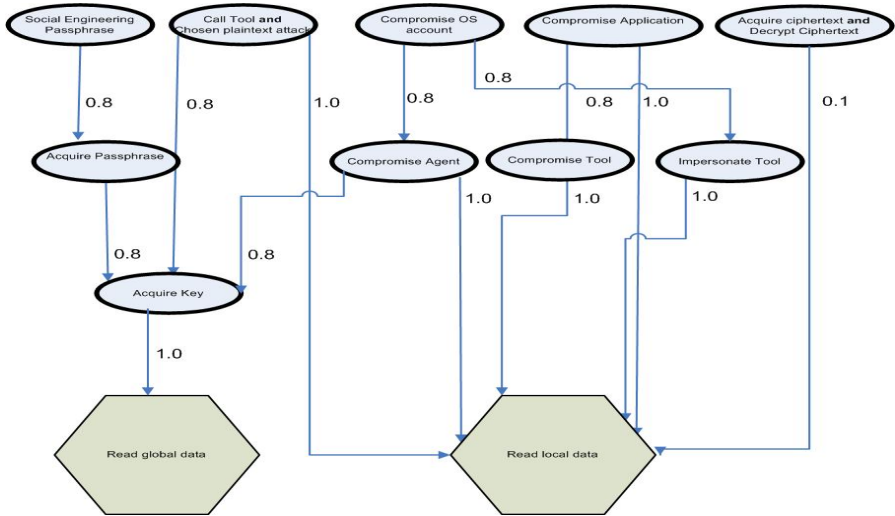 Social Engineering
Passphrase
Call Tool and
Chosen plaintext attack
Compromise OS
account
Compromise Application
Acquire ciphertext and
Decrypt Ciphertext
0.8
0.8
1.0
0.8
0.8
0.8
1.0
0.1
Acquire Passphrase
Compromise Agent
Compromise Tool
Impersonate Tool
0.8
0.8
1.0
1.0
1.0
Acquire Key
1.0
Read global data
Read local data